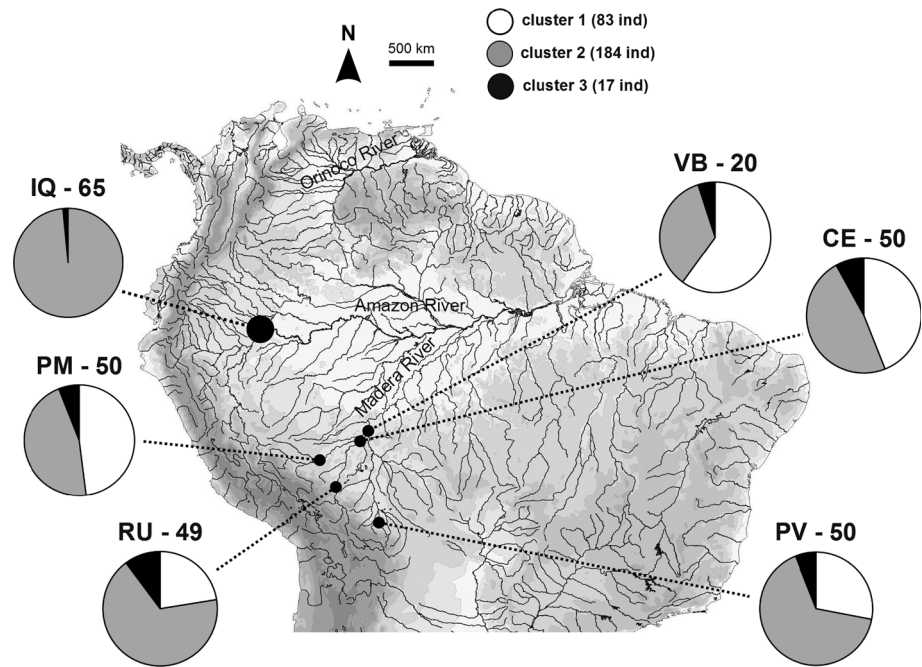 cluster 1 (83 ind)
N
500 km
cluster 2 (184 ind)
cluster 3 (17 ind)
Orinoco River
VB - 20
IQ - 65
CE - 50
Amazon River
Madera River
PM - 50
RU - 49
PV - 50